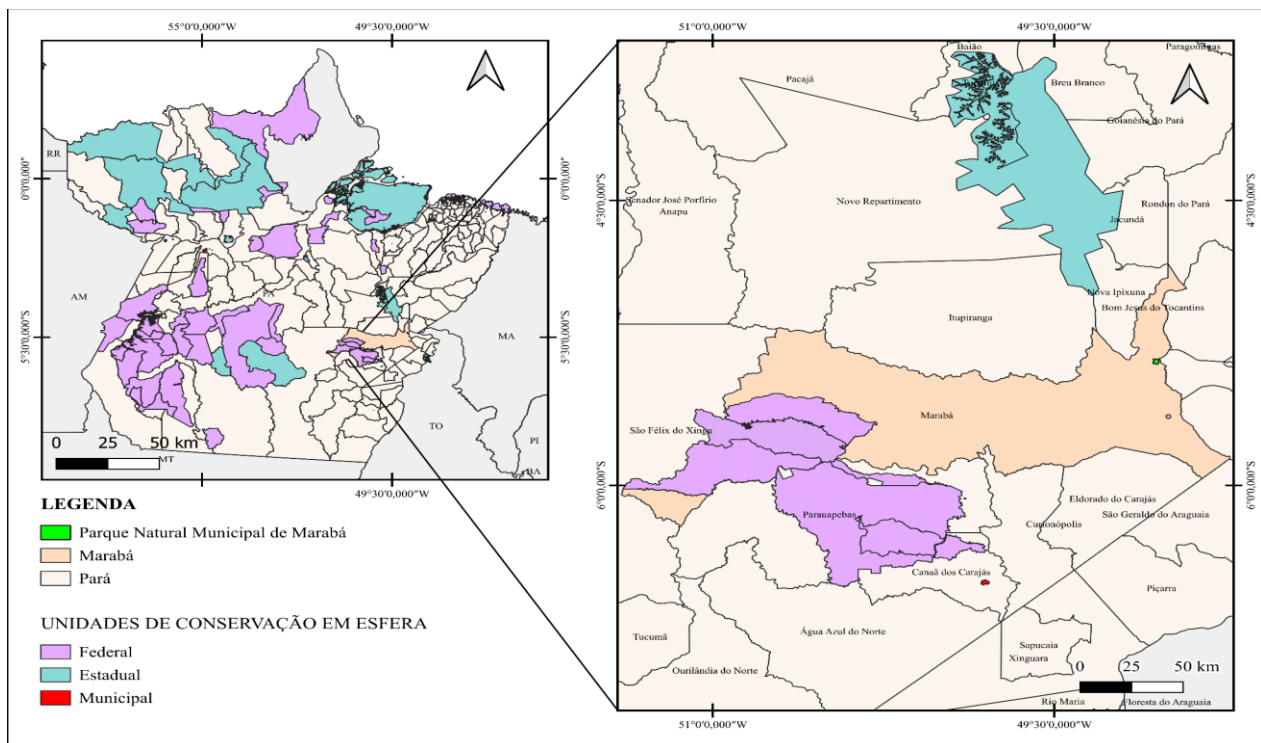 55°0'0,000"W
49°30'0,000"W
51°0'0,000"W
49°30'0,000"W
RR
AM
PA
MA
TO
PI
BA
MT
0°0'0,000"
0°0'0,000"
5°30'0,000"S
5°30'0,000"S
0 25 50 km
49°30'0,000"W
LEGENDA
Parque Natural Municipal de Marabá
Marabá
Pará
UNIDADES DE CONSERVAÇÃO EM ESFERA
Federal
Estadual
Municipal
Baião
Paragominas
Pacajá
Breu Branco
Goianésia do Pará
4°30'0,000"S
4°30'0,000"S
Senador José Porfírio
Anapu
Novo Repartimento
Jacundá
Rondon do Pará
Nova Ipixuna
Bom Jesus do Tocantins
Itupiranga
Marabá
São Félix do Xingu
6°0'0,000"S
6°0'0,000"S
Eldorado do Carajás
São Geraldo do Araguaia
Parauapebas
Curionópolis
Canaã dos Carajás
Piçarra
Água Azul do Norte
Tucumã
Sapucaia
Xinguara
Ourilândia do Norte
0 25 50 km
Rio Maria
Floresta do Araguaia
51°0'0,000"W
49°30'0,000"W